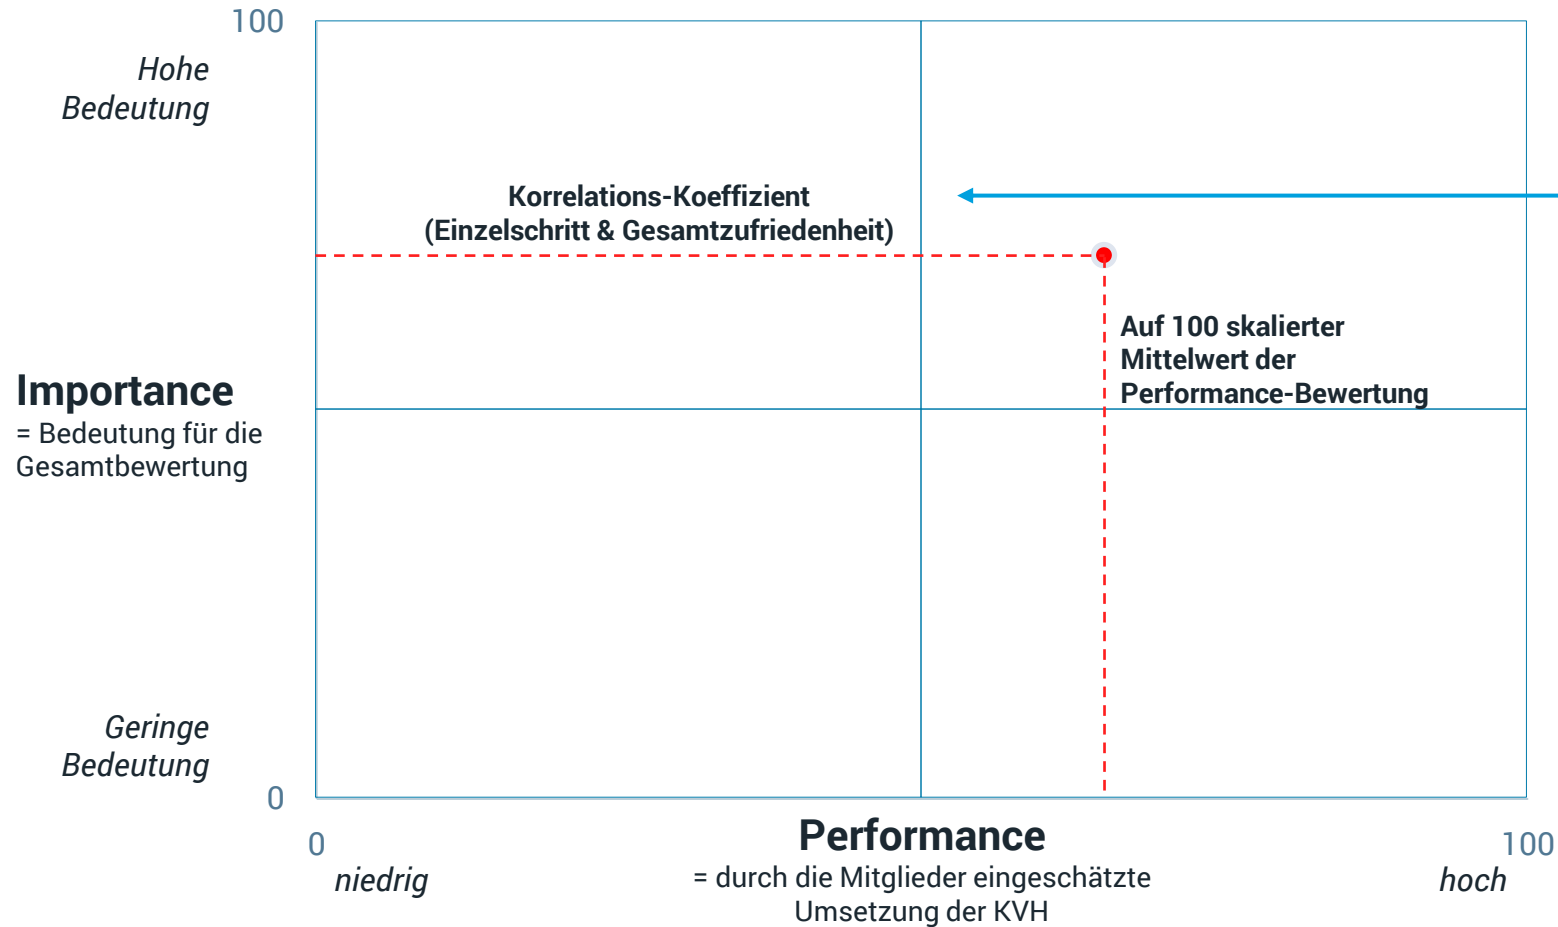 100
Hohe
Bedeutung
Korrelations-Koeffizient
(Einzelschritt & Gesamtzufriedenheit)
Auf 100 skalierter
Mittelwert der
Performance-Bewertung
Importance
= Bedeutung für die
Gesamtbewertung
Geringe
Bedeutung
0
0
niedrig
Performance
= durch die Mitglieder eingeschätzte
Umsetzung der KVH
100
hoch